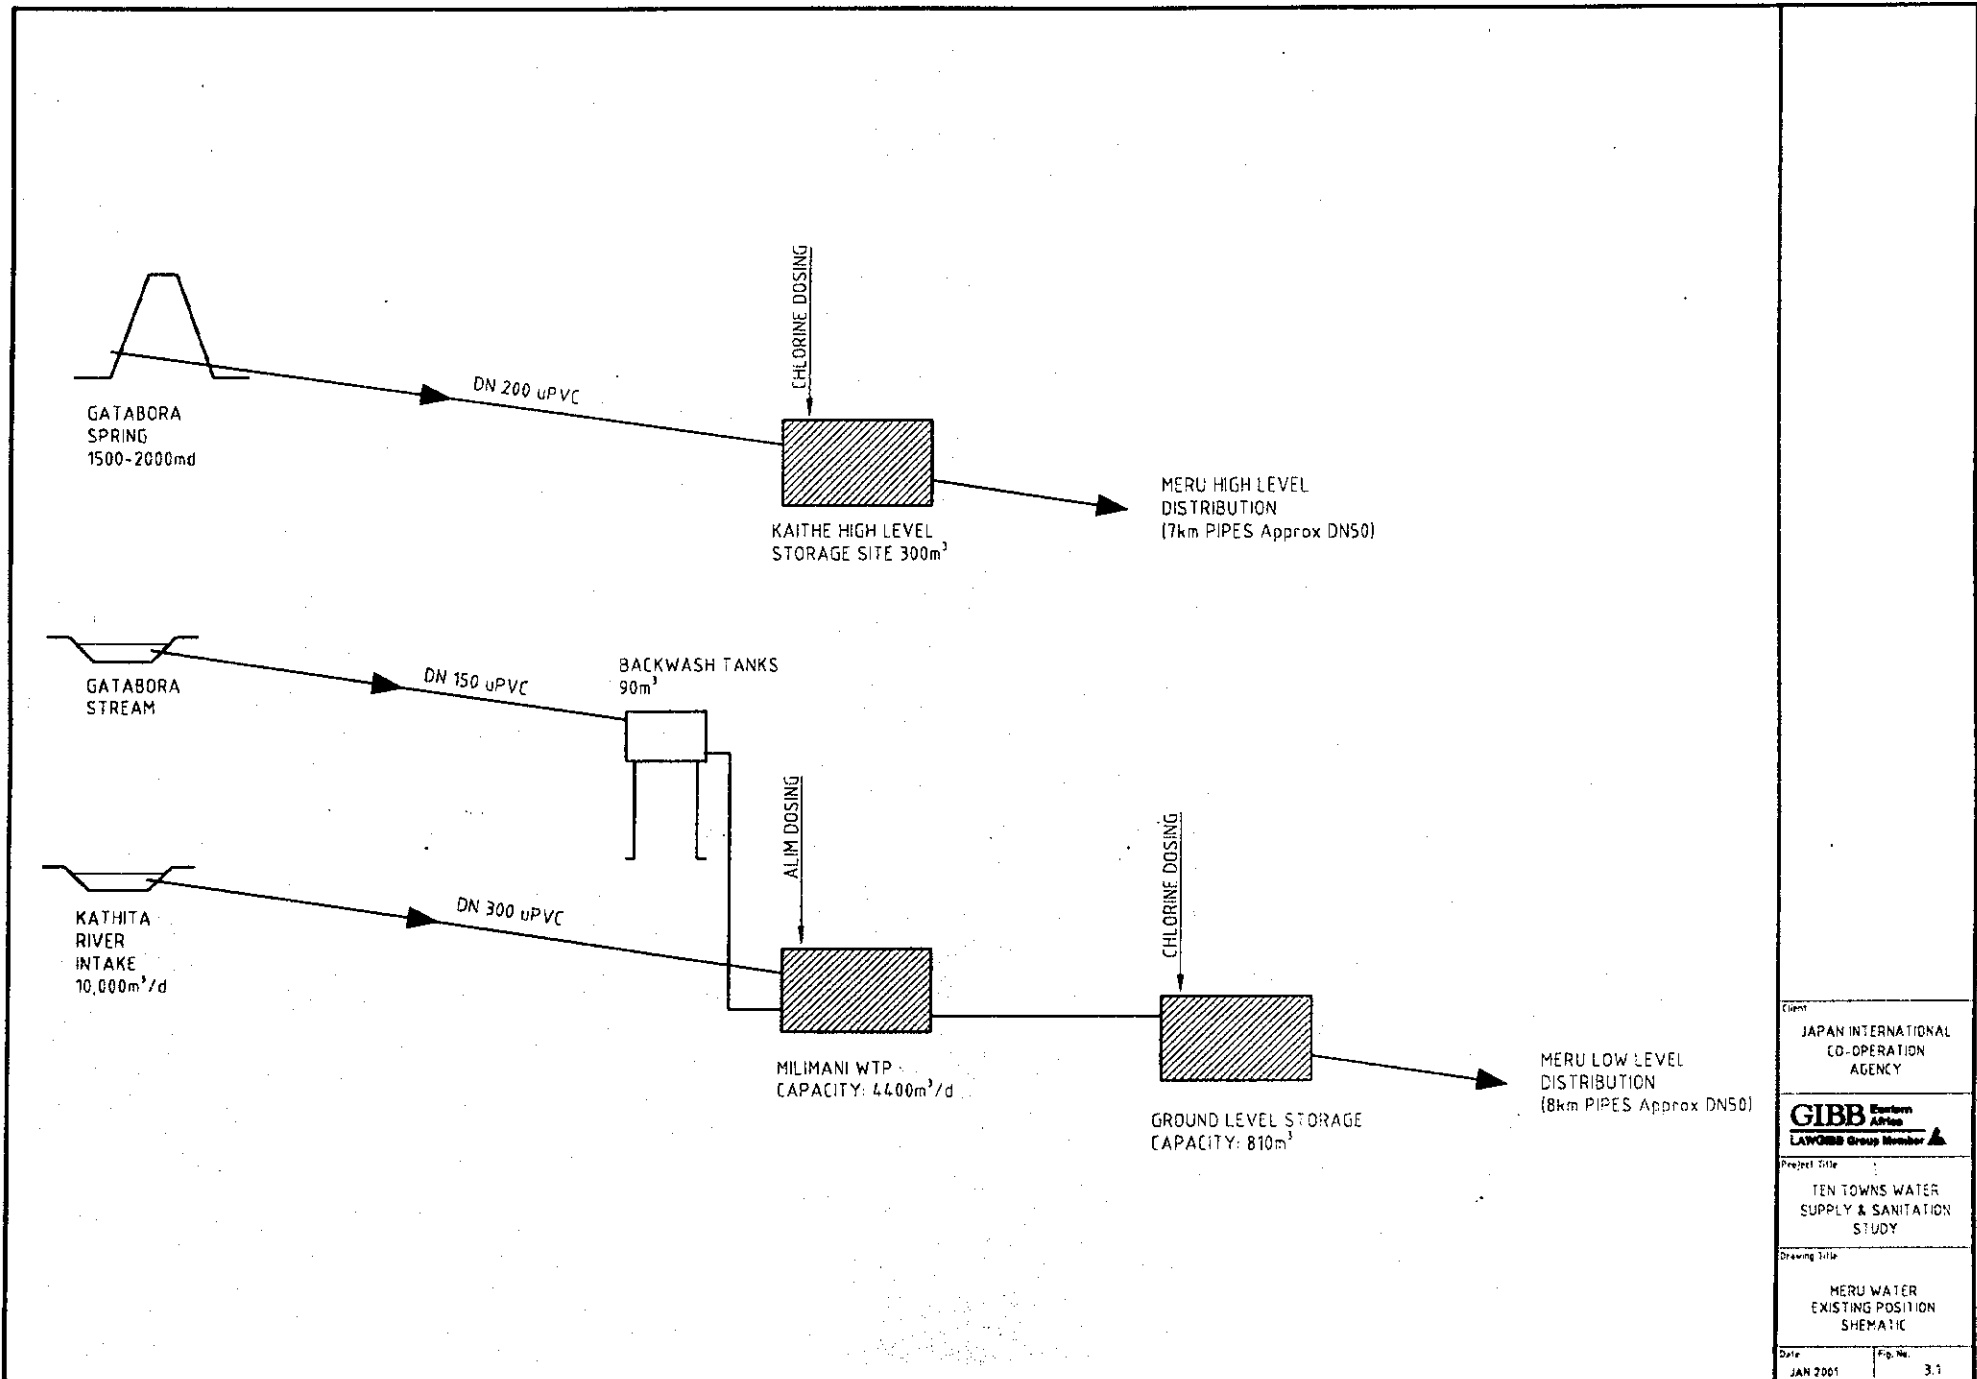 CHLORINE DOSING
DN 200 uPVC
GATABORA
SPRING
1500-2000md
KAITHE HIGH LEVEL
STORAGE SITE 300m³
MERU HIGH LEVEL
DISTRIBUTION
(7km PIPES Approx DN50)
GATABORA
STREAM
DN 150 uPVC
BACKWASH TANKS
90m³
ALIM DOSING
CHLORINE DOSING
KATHITA
RIVER
INTAKE
10,000m³/d
DN 300 uPVC
MILIMANI WTP
CAPACITY: 4400m³/d
GROUND LEVEL STORAGE
CAPACITY: 810m³
MERU LOW LEVEL
DISTRIBUTION
(8km PIPES Approx DN50)
Client
JAPAN INTERNATIONAL
CO-OPERATION
AGENCY
GIBB Eastern Africa
LAWGIBB Group Member
Project Title
TEN TOWNS WATER
SUPPLY & SANITATION
STUDY
Drawing Title
MERU WATER
EXISTING POSITION
SHEMATIC
Date
JAN 2001
Fig. No.
3.1